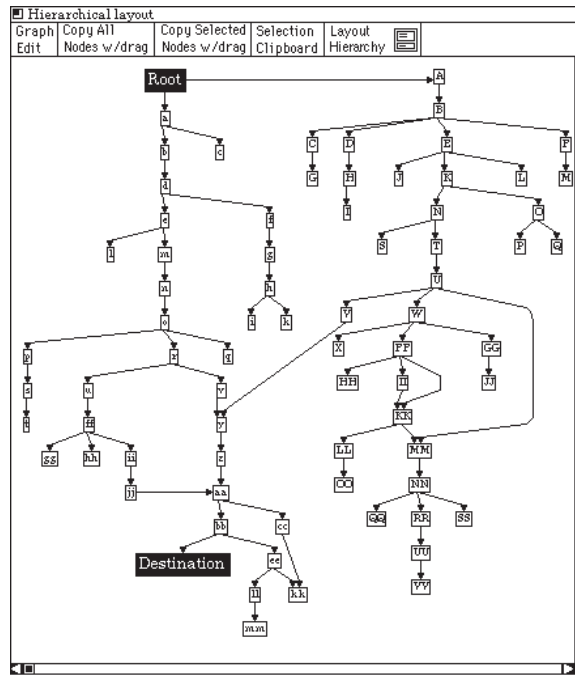 Hierarchical layout
Graph Copy All Copy Selected Selection Layout
Edit Nodes w/drag Nodes w/drag Clipboard Hierarchy
Root A
B
a
C D E F
b c
G H J K L M
d
I N O
e f
S T P Q
l m g
U
n h
V W
o i k
X FF GG
p r q
HH II JJ
s u v
KK
t ff y
LL MM
gg hh ii z
OO NN
jj aa
QQ RR SS
bb cc
UU
Destination ee
VV
ll kk
mm